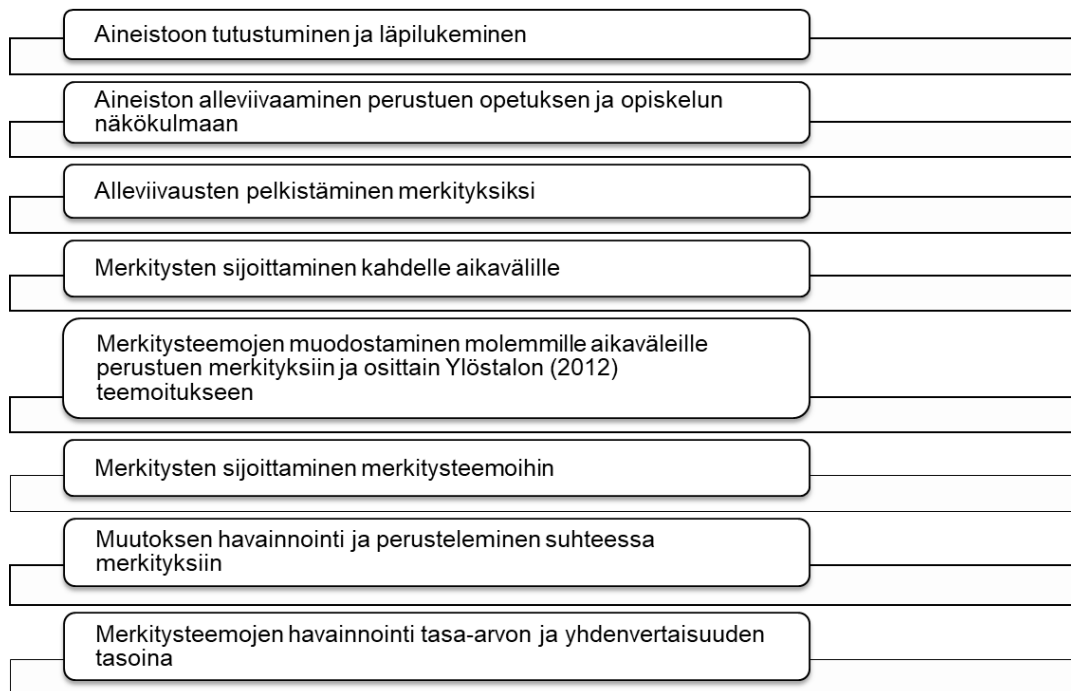 Aineistoon tutustuminen ja läpilukeminen
Aineiston alleviivaaminen perustuen opetuksen ja opiskelun
näkökulmaan
Alleviivausten pelkistäminen merkityksiksi
Merkitysten sijoittaminen kahdelle aikavälille
Merkitysteemojen muodostaminen molemmille aikaväleille
perustuen merkityksiin ja osittain Ylöstalon (2012)
teemoitukseen
Merkitysten sijoittaminen merkitysteemoihin
Muutoksen havainnointi ja perusteleminen suhteessa
merkityksiin
Merkitysteemojen havainnointi tasa-arvon ja yhdenvertaisuuden
tasoina